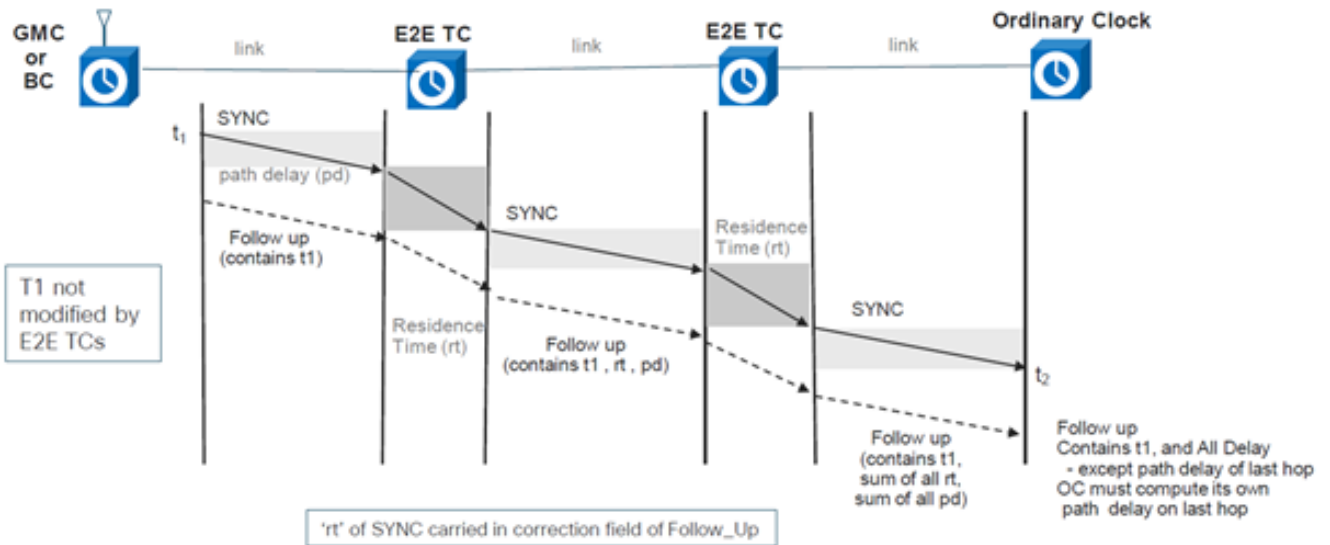 GMC
or
BC
link
E2E TC
link
E2E TC
link
Ordinary Clock
t1
SYNC
path delay (pd)
Follow up
(contains t1)
T1 not
modified by
E2E TCs
SYNC
Residence
Time (rt)
Follow up
(contains t1 , rt , pd)
Residence
Time (rt)
SYNC
t2
Follow up
(contains t1,
sum of all rt,
sum of all pd)
Follow up
Contains t1, and All Delay
- except path delay of last hop
OC must compute its own
path delay on last hop
'rt' of SYNC carried in correction field of Follow_Up